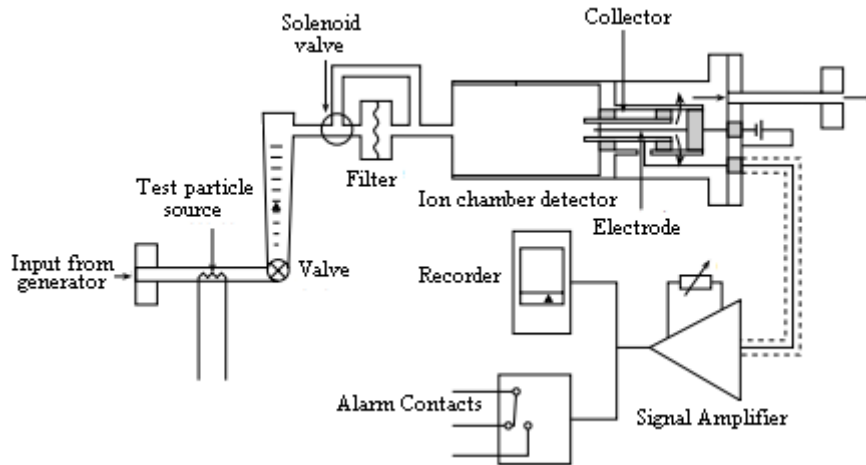 Collector
Solenoid
valve
Filter
Test particle
source
Ion chamber detector
Electrode
Input from
generator
Valve
Recorder
Alarm Contacts
Signal Amplifier